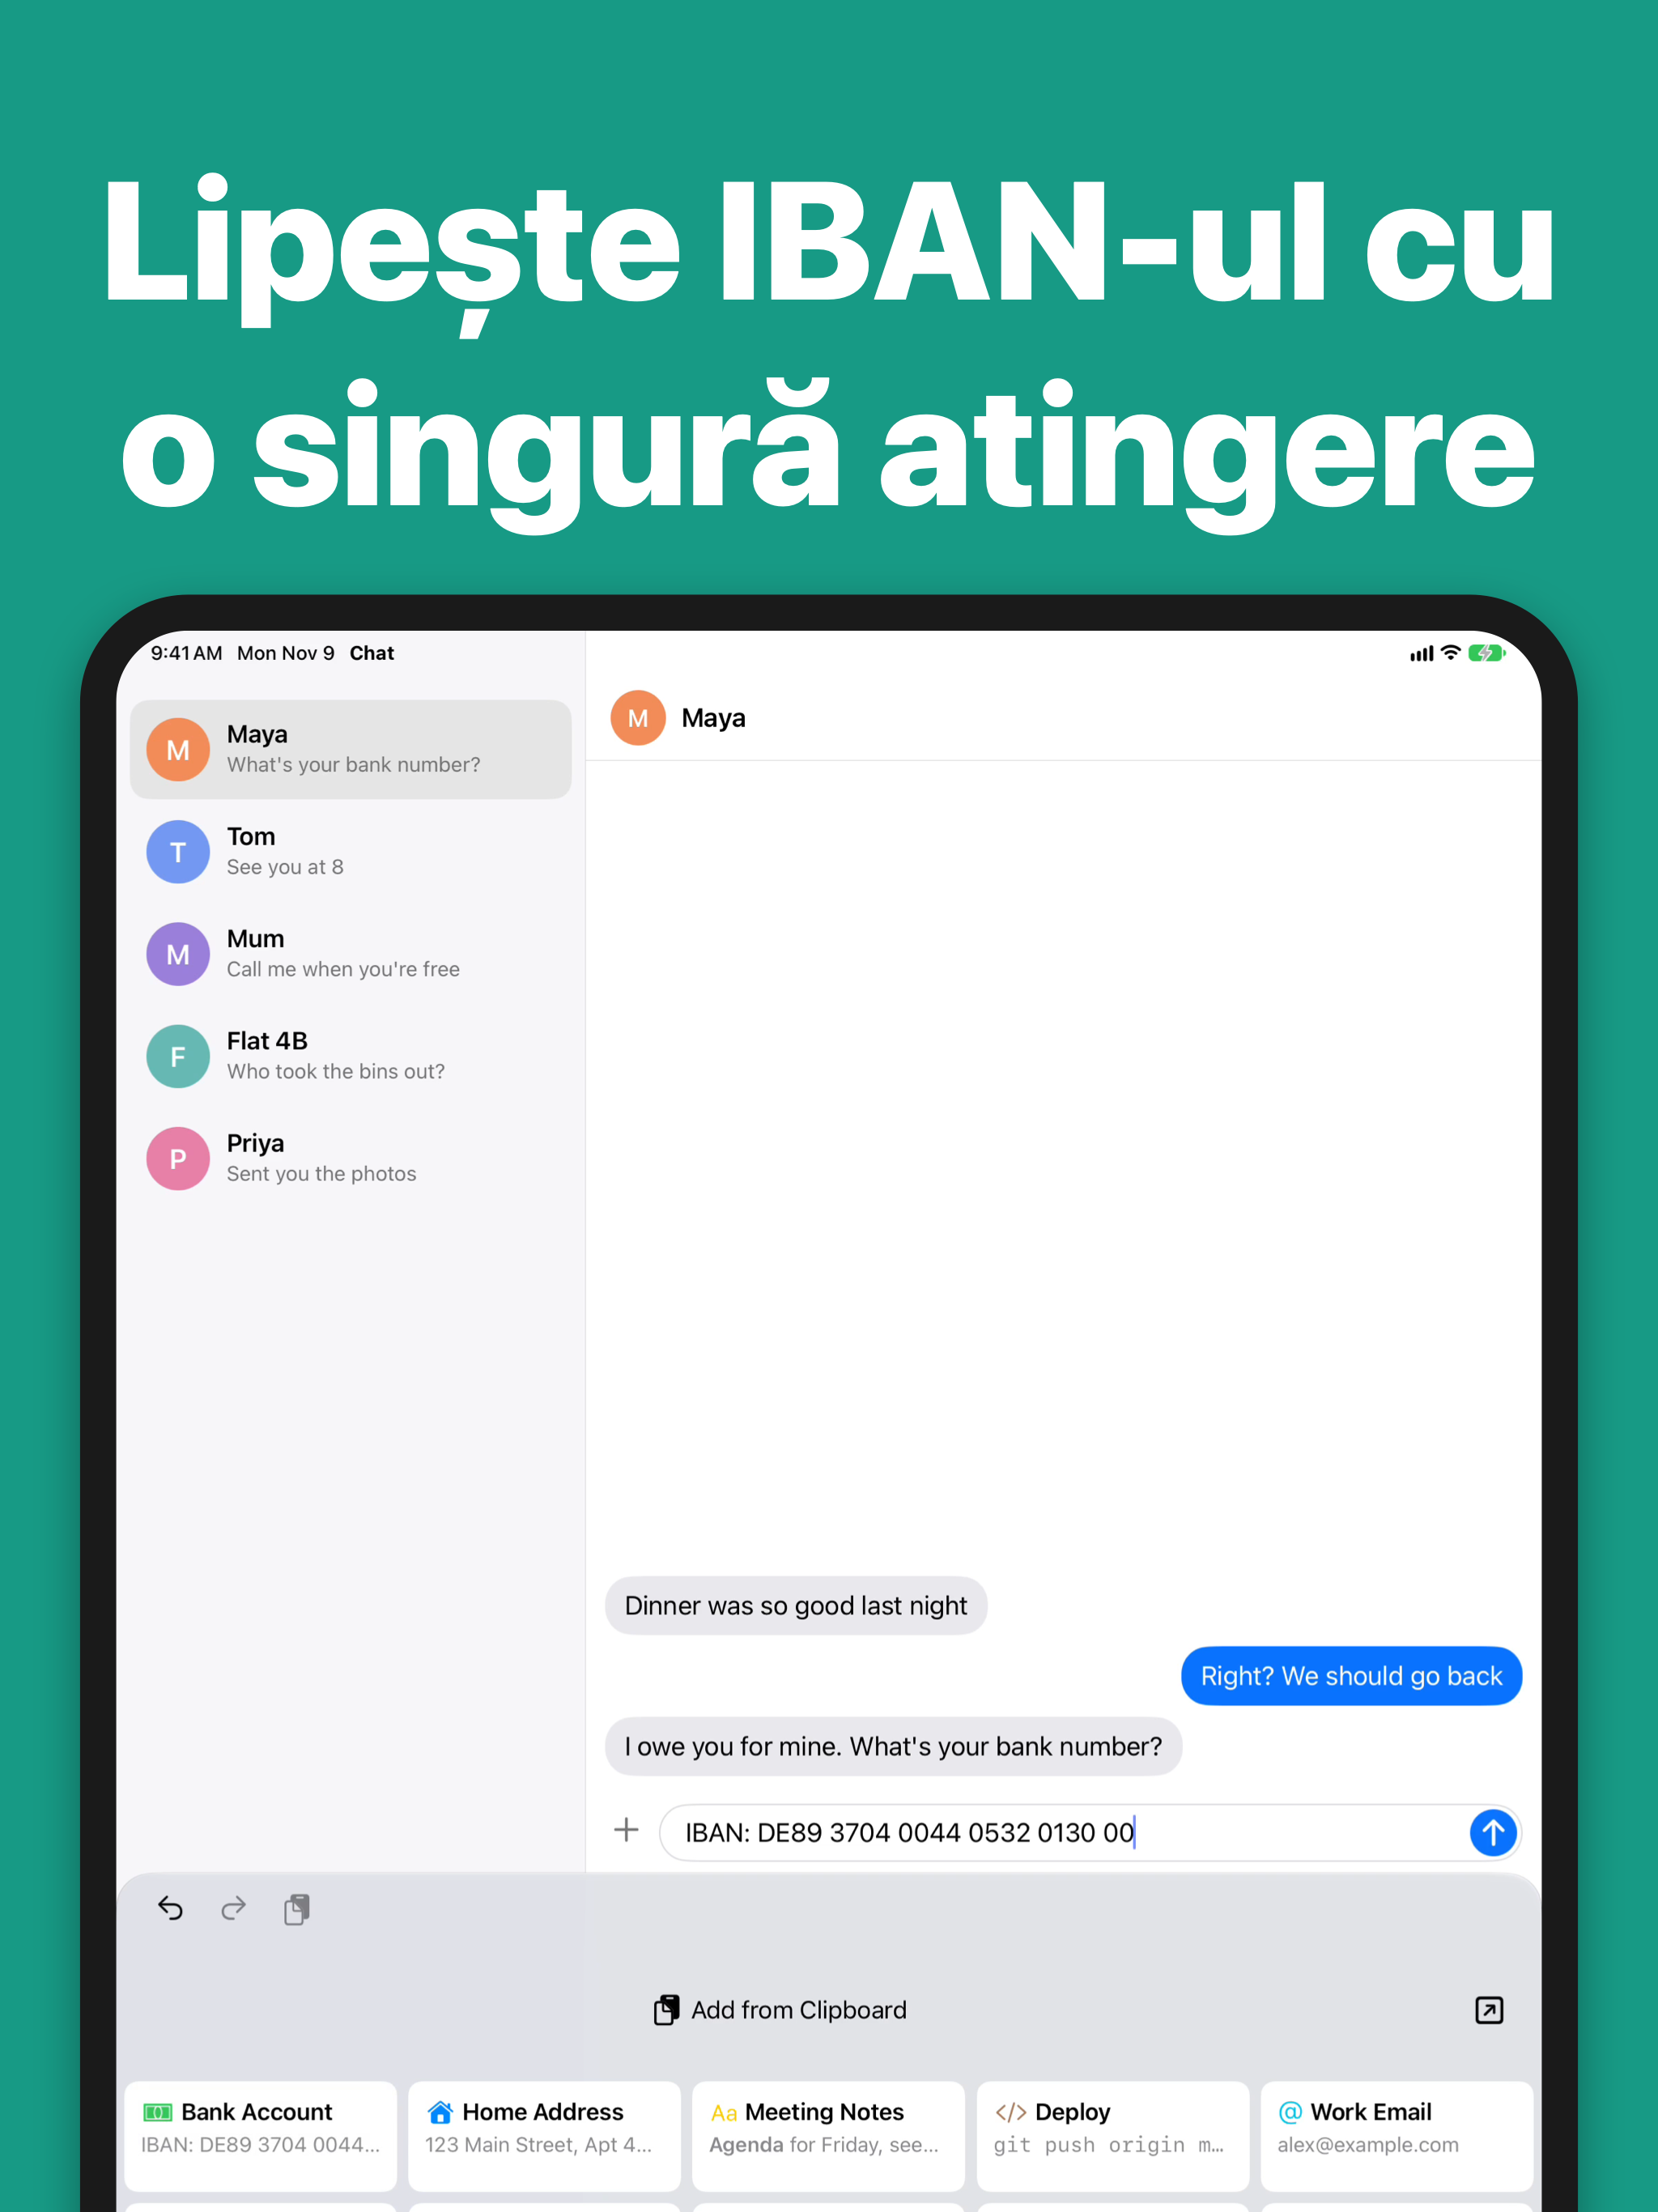 Lipește IBAN-ul cu
o singură atingere
9:41 AM Mon Nov 9 Chat
Maya
What's your bank number?
Tom
See you at 8
Mum
Call me when you're free
Flat 4B
Who took the bins out?
Priya
Sent you the photos
M
T
M
F
P
M Maya
Dinner was so good last night
Right? We should go back
I owe you for mine. What's your bank number?
IBAN: DE89 3704 0044 0532 0130 00
Add from Clipboard
Bank Account
IBAN: DE89 3704 0044...
Home Address
123 Main Street, Apt 4...
Aa Meeting Notes
Agenda for Friday, see...
</> Deploy
git push origin m...
@ Work Email
alex@example.com